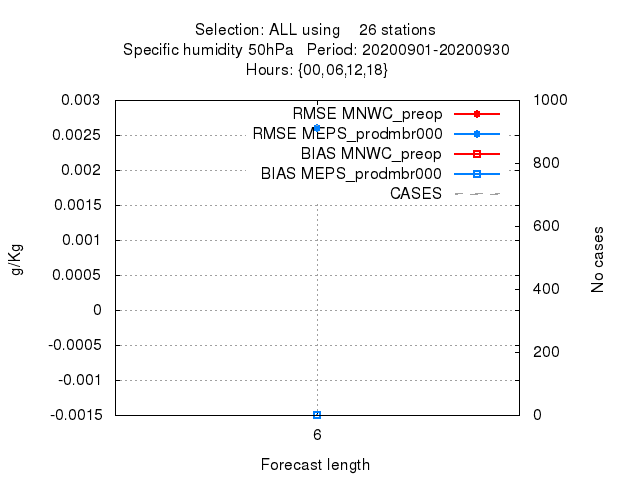 Selection: ALL using 26 stations
Specific humidity 50hPa Period: 20200901-20200930
Hours: {00,06,12,18}
0.003
0.0025
0.002
0.0015
0.001
0.0005
0
-0.0005
-0.001
-0.0015
g/Kg
RMSE MNWC_preop
RMSE MEPS_prodmbr000
BIAS MNWC_preop
BIAS MEPS_prodmbr000
CASES
1000
800
600
400
200
0
No cases
6
Forecast length